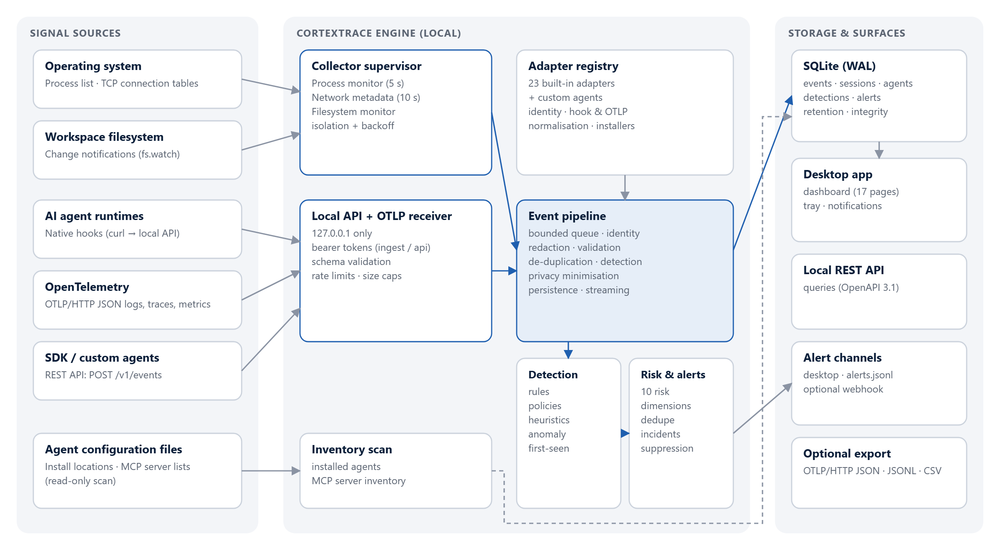 SIGNAL SOURCES
Operating system
Process list · TCP connection tables
Workspace filesystem
Change notifications (fs.watch)
AI agent runtimes
Native hooks (curl → local API)
OpenTelemetry
OTLP/HTTP JSON logs, traces, metrics
SDK / custom agents
REST API: POST /v1/events
Agent configuration files
Install locations · MCP server lists
(read-only scan)
CORTEXTRACE ENGINE (LOCAL)
Collector supervisor
Process monitor (5 s)
Network metadata (10 s)
Filesystem monitor
isolation + backoff
Adapter registry
23 built-in adapters
+ custom agents
identity · hook & OTLP
normalisation · installers
Local API + OTLP receiver
127.0.0.1 only
bearer tokens (ingest / api)
schema validation
rate limits · size caps
Event pipeline
bounded queue · identity
redaction · validation
de-duplication · detection
privacy minimisation
persistence · streaming
Detection
rules
policies
heuristics
anomaly
first-seen
Risk & alerts
10 risk
dimensions
dedupe
incidents
suppression
Inventory scan
installed agents
MCP server inventory
STORAGE & SURFACES
SQLite (WAL)
events · sessions · agents
detections · alerts
retention · integrity
Desktop app
dashboard (17 pages)
tray · notifications
Local REST API
queries (OpenAPI 3.1)
Alert channels
desktop · alerts.jsonl
optional webhook
Optional export
OTLP/HTTP JSON · JSONL · CSV